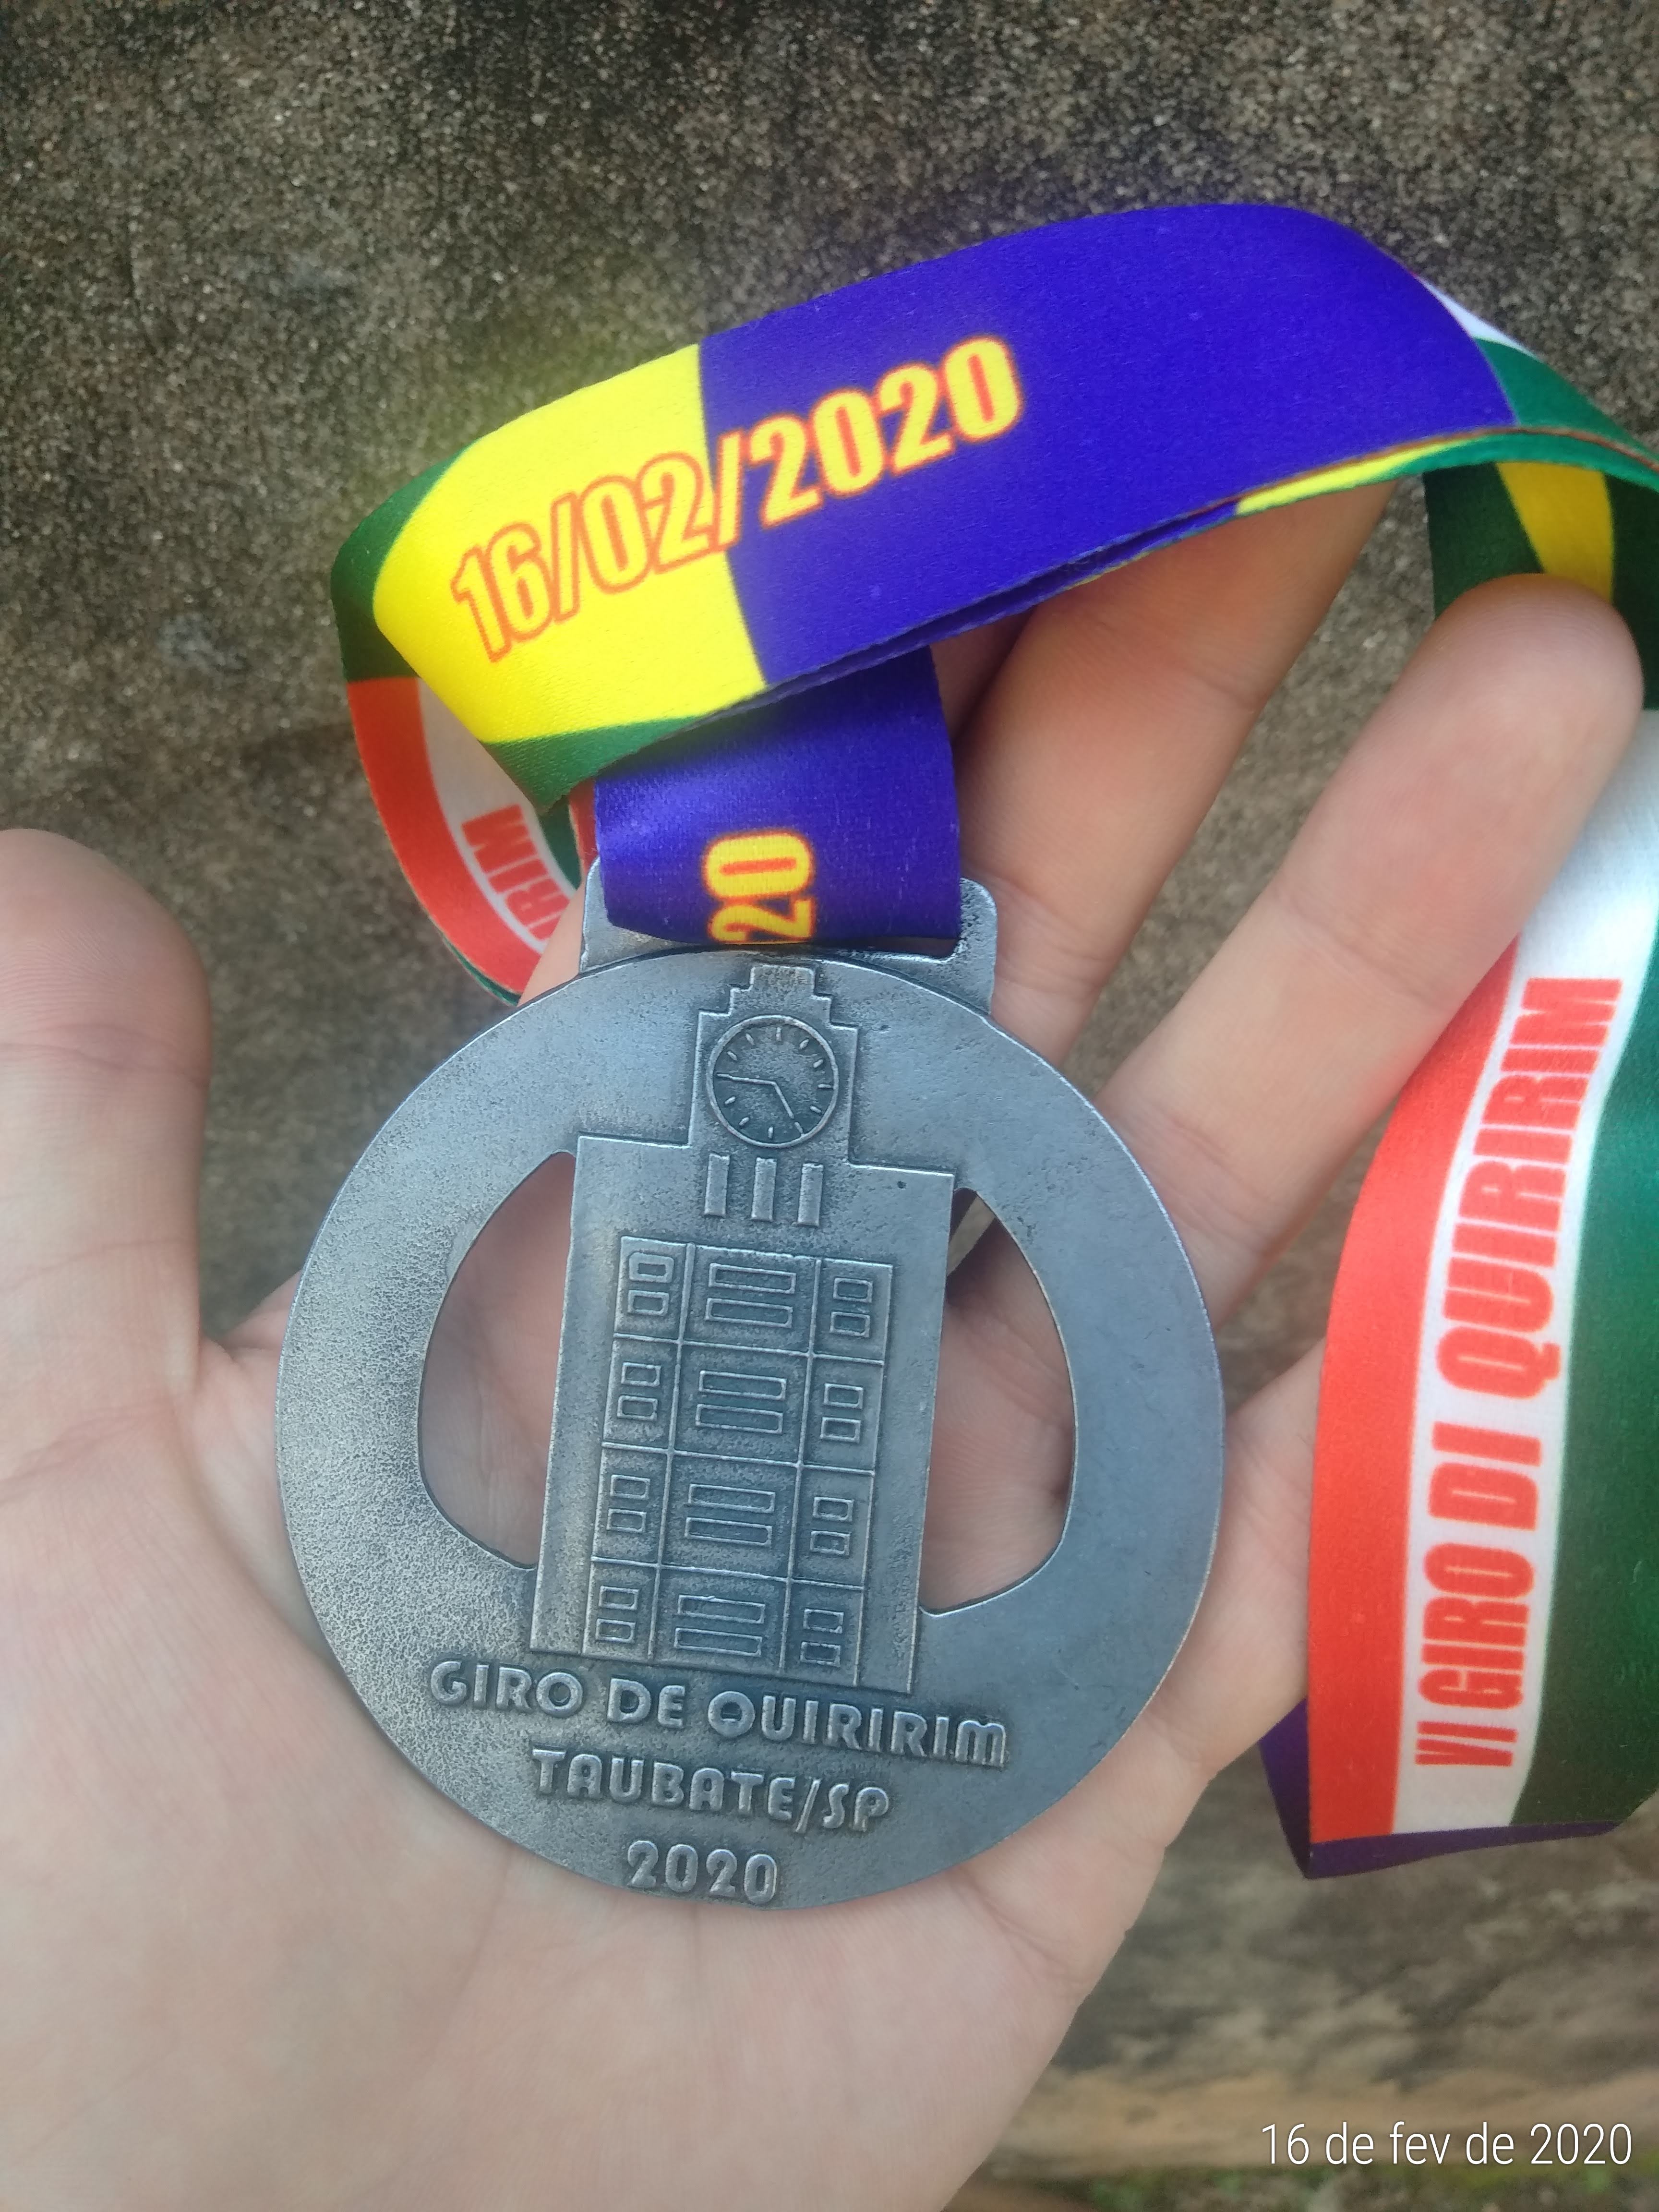 16/02/2020
RIM
20
VI GIRO DI QUIRIRIM
GIRO DE QUIRIRIM
TAUBATE/SP
2020
16 de fev de 2020